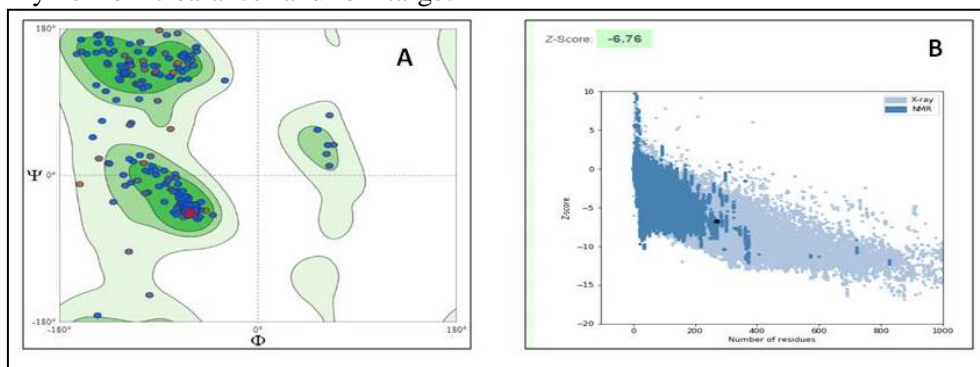 180°
A
Ψ 0°
-180°
-180° 0° 180°
Φ
Z-Score: -6.76
B
X-ray
NMR
10
5
0
-5
-10
-15
-20
Z-score
0 200 400 600 800 1000
Number of residues